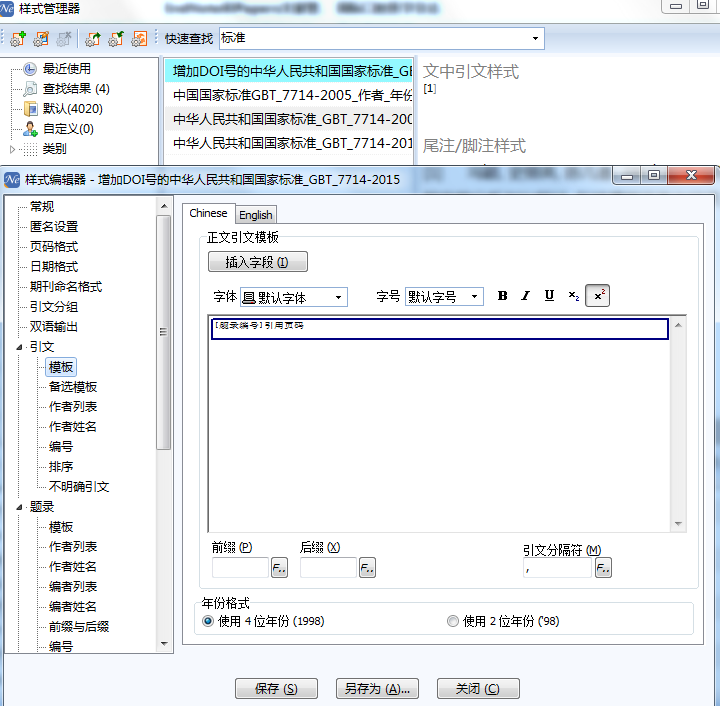 样式管理器
快速查找 标准
最近使用
查找结果 (4)
默认(4020)
自定义(0)
类别
增加DOI号的中华人民共和国国家标准_GB
中国国家标准GBT_7714-2005_作者_年份
中华人民共和国国家标准_GBT_7714-200
中华人民共和国国家标准_GBT_7714-201
文中引文样式
[1]
尾注/脚注样式
[1]
样式编辑器 - 增加DOI号的中华人民共和国国家标准_GBT_7714-2015
常规
匿名设置
页码格式
日期格式
期刊命名格式
引文分组
双语输出
引文
模板
备选模板
作者列表
作者姓名
编号
排序
不明确引文
题录
模板
作者列表
作者姓名
编者列表
编者姓名
前缀与后缀
编号
Chinese English
正文引文模板
插入字段 (I)
字体 默认字体 字号 默认字号 B I U x₂ x²
[题录编号]引用页码
前缀 (P) 后缀 (X) 引文分隔符 (M)
F.. F.. , F..
年份格式
使用 4 位年份 (1998) 使用 2 位年份 ('98)
保存 (S) 另存为 (A)... 关闭 (C)